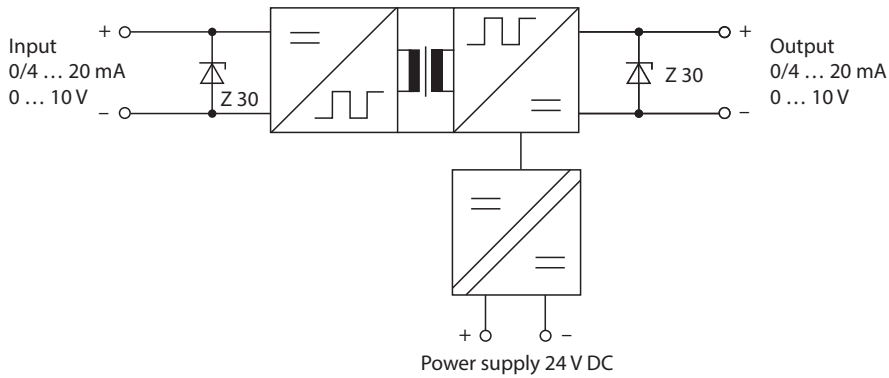 Input
0/4 … 20 mA
0 … 10 V
+
–
Z 30
Z 30
+
–
Output
0/4 … 20 mA
0 … 10 V
+ –
Power supply 24 V DC